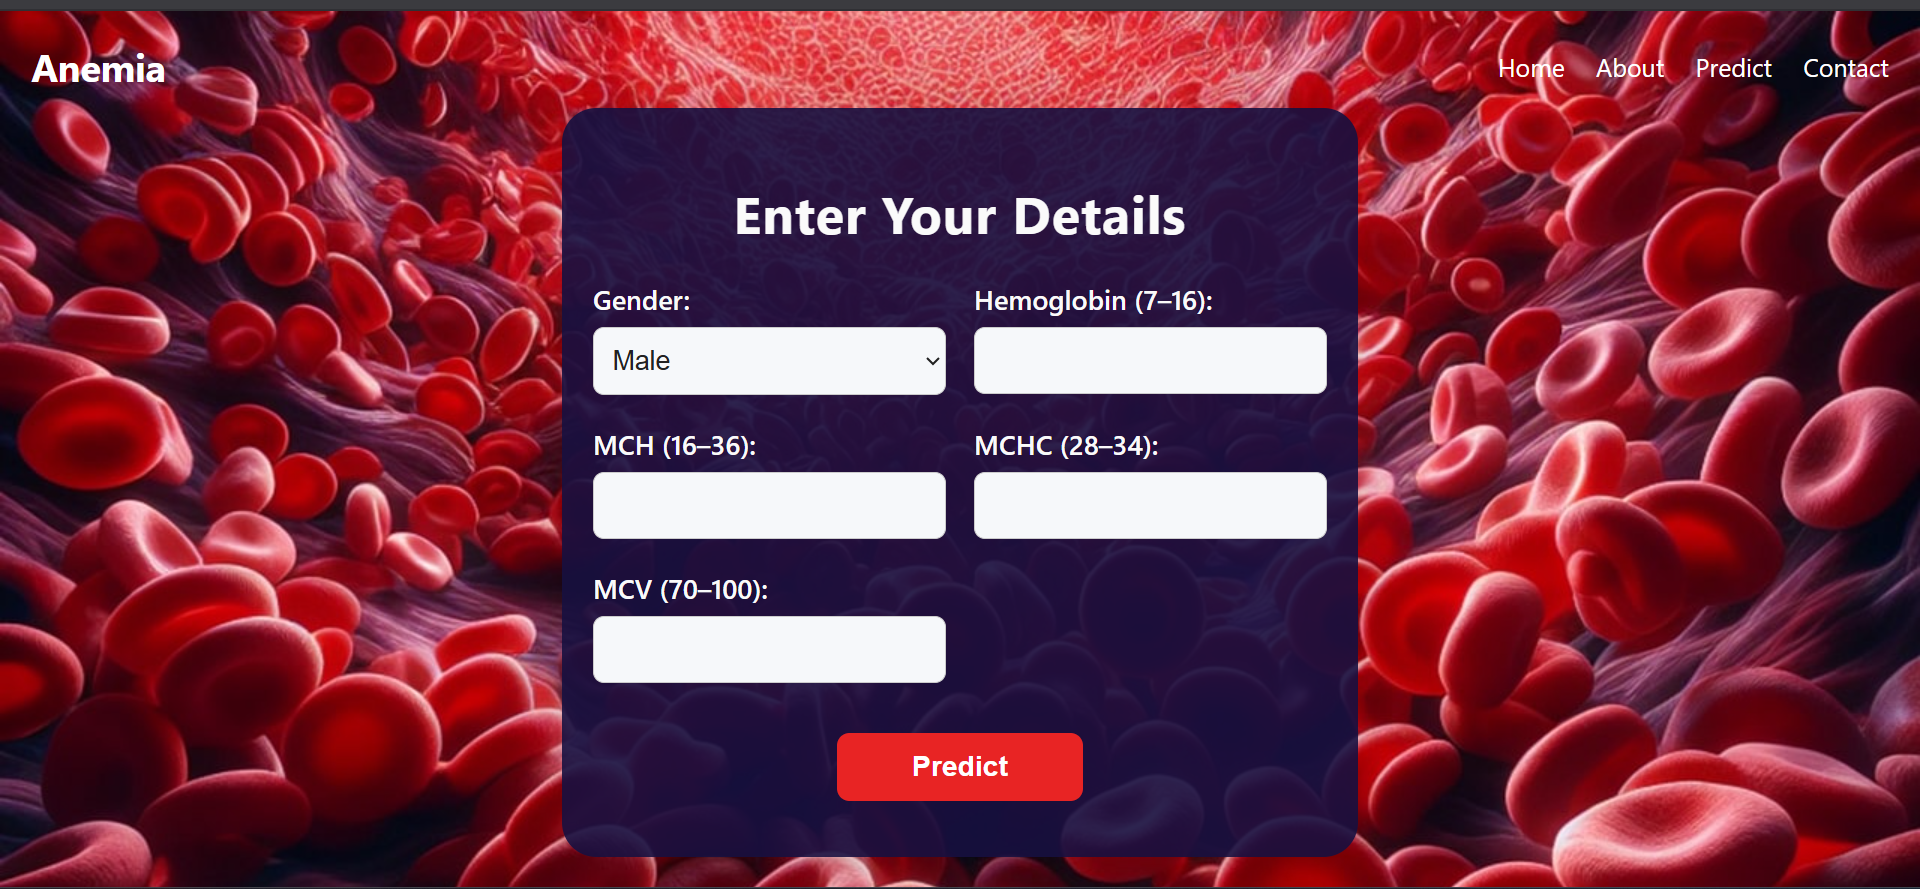 Anemia
Home About Predict Contact
Enter Your Details
Gender:
Hemoglobin (7–16):
Male
MCH (16–36):
MCHC (28–34):
MCV (70–100):
Predict